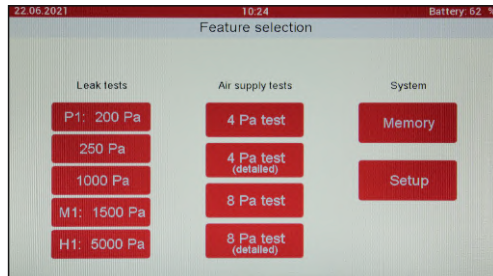 22.06.2021 10:24 Battery: 62 %
Feature selection
Leak tests
P1: 200 Pa
250 Pa
1000 Pa
M1: 1500 Pa
H1: 5000 Pa
Air supply tests
4 Pa test
4 Pa test
(detailed)
8 Pa test
8 Pa test
(detailed)
System
Memory
Setup